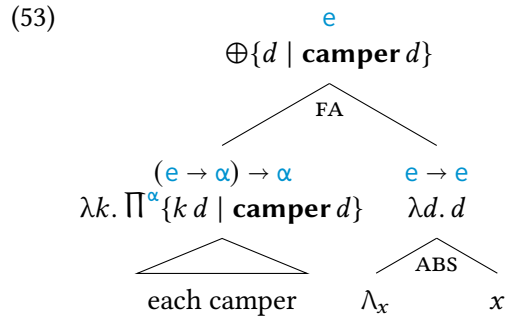 (53)
e
⊕{d | camper d}
FA
(e → α) → α e → e
λk. Π̅^α{k d | camper d} λd. d
ABS
each camper Λ_x x